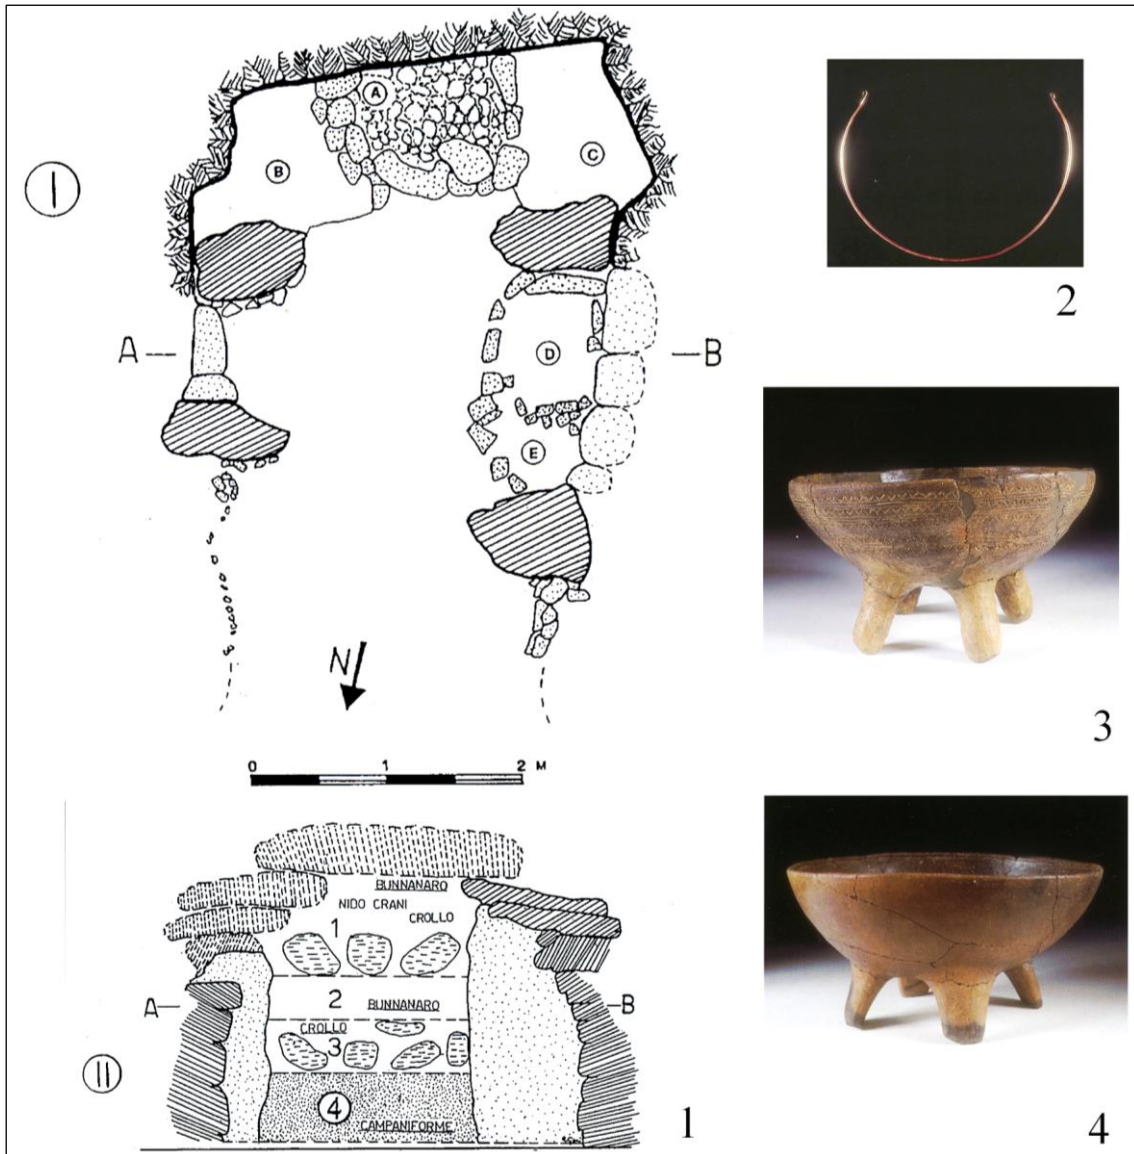 I
A
B
C
A
D
B
E
N
0 1 2 M
2
3
BUNNANARO
NIDO CRANI
CROLLO
1
A
2
BUNNANARO
B
CROLLO
3
II
4
CAMPANIFORME
1
4